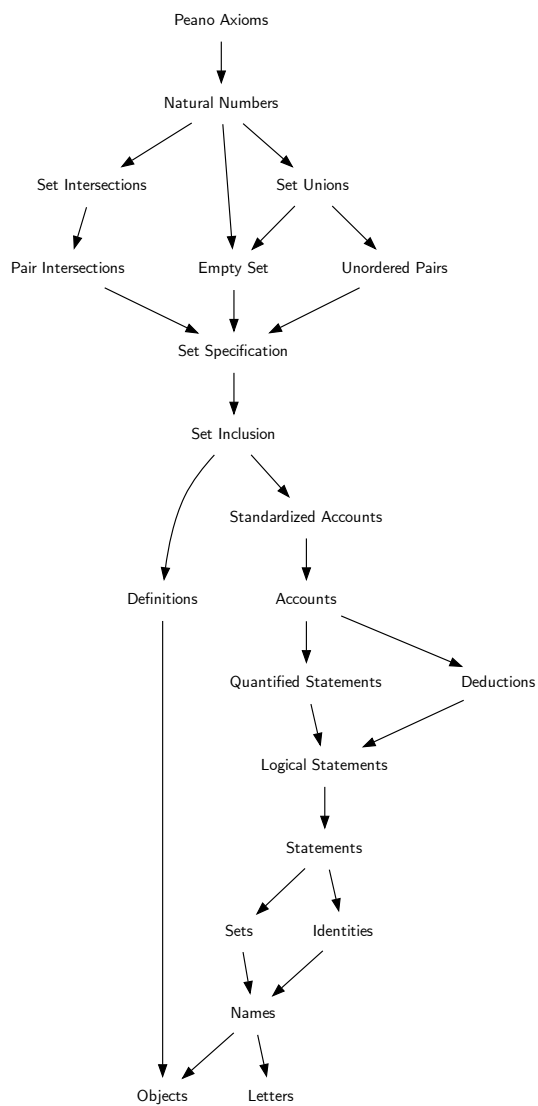 Peano Axioms
Natural Numbers
Set Intersections
Set Unions
Pair Intersections
Empty Set
Unordered Pairs
Set Specification
Set Inclusion
Standardized Accounts
Definitions
Accounts
Quantified Statements
Deductions
Logical Statements
Statements
Sets
Identities
Names
Objects
Letters